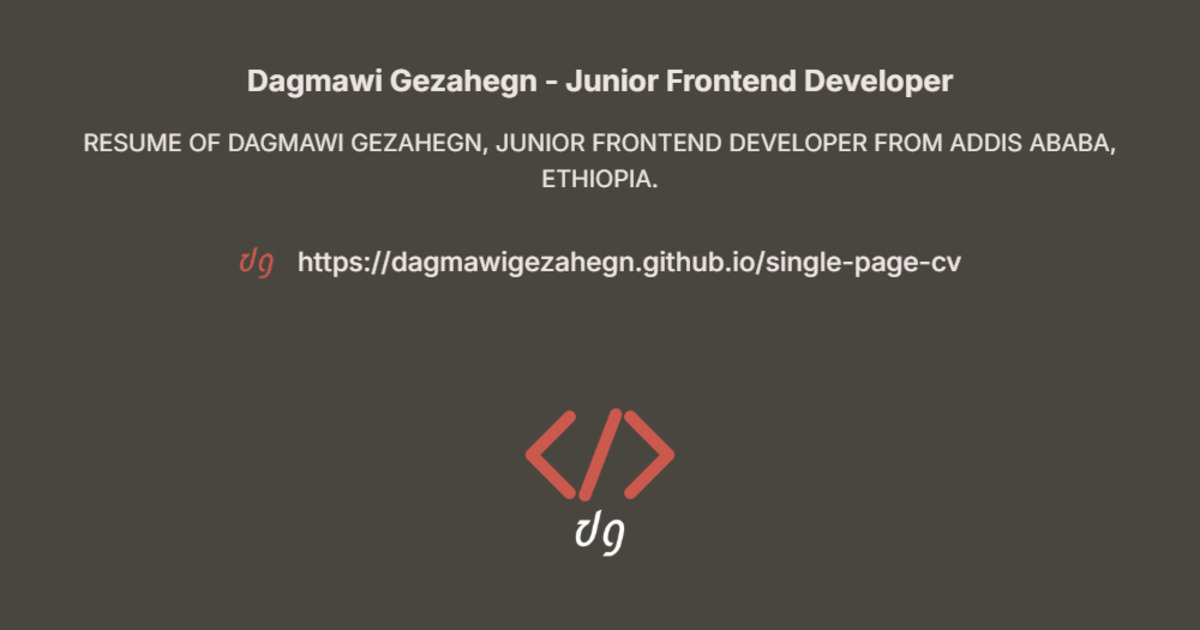 Dagmawi Gezahegn - Junior Frontend Developer
RESUME OF DAGMAWI GEZAHEGN, JUNIOR FRONTEND DEVELOPER FROM ADDIS ABABA,
ETHIOPIA.
dg https://dagmawigezahegn.github.io/single-page-cv
</>
dg